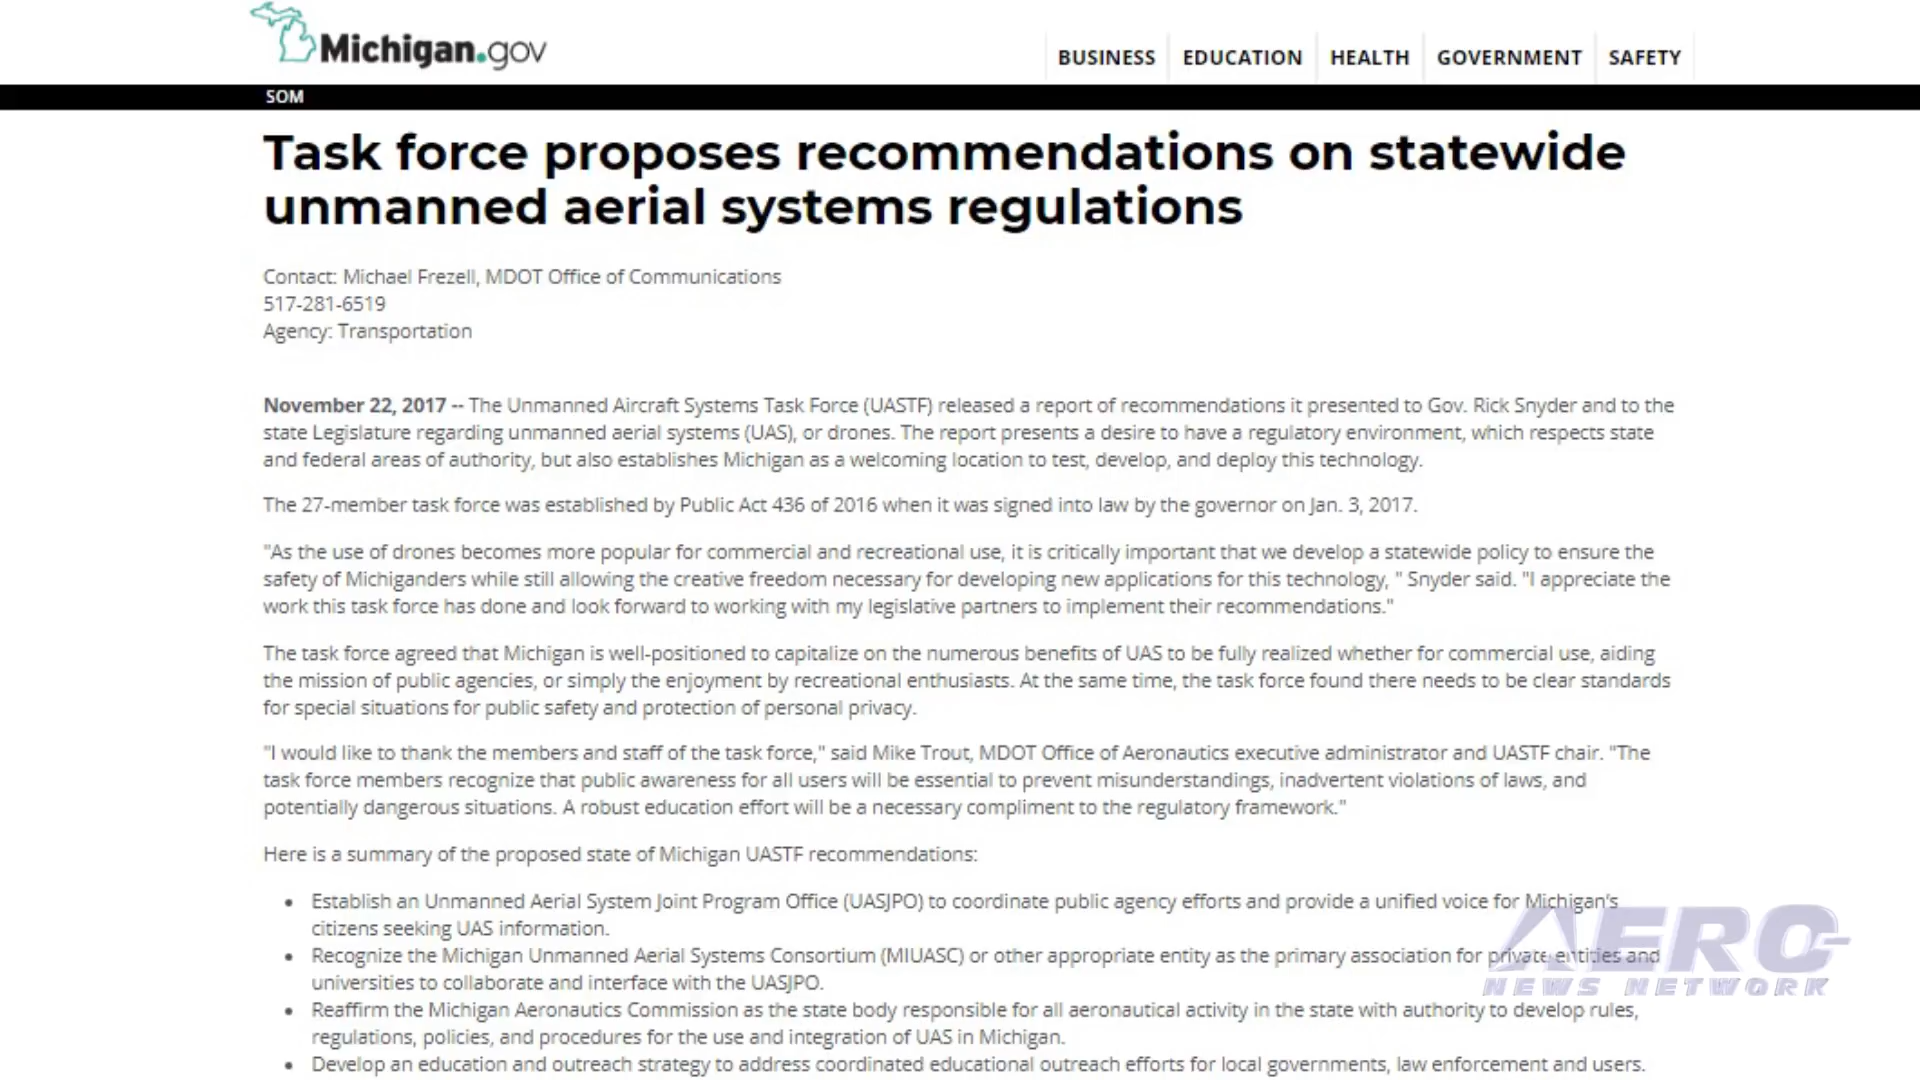 Michigan.gov
BUSINESS EDUCATION HEALTH GOVERNMENT SAFETY
SOM
Task force proposes recommendations on statewide
unmanned aerial systems regulations
Contact: Michael Frezell, MDOT Office of Communications
517-281-6519
Agency: Transportation
November 22, 2017 -- The Unmanned Aircraft Systems Task Force (UASTF) released a report of recommendations it presented to Gov. Rick Snyder and to the
state Legislature regarding unmanned aerial systems (UAS), or drones. The report presents a desire to have a regulatory environment, which respects state
and federal areas of authority, but also establishes Michigan as a welcoming location to test, develop, and deploy this technology.
The 27-member task force was established by Public Act 436 of 2016 when it was signed into law by the governor on Jan. 3, 2017.
"As the use of drones becomes more popular for commercial and recreational use, it is critically important that we develop a statewide policy to ensure the
safety of Michiganders while still allowing the creative freedom necessary for developing new applications for this technology, " Snyder said. "I appreciate the
work this task force has done and look forward to working with my legislative partners to implement their recommendations."
The task force agreed that Michigan is well-positioned to capitalize on the numerous benefits of UAS to be fully realized whether for commercial use, aiding
the mission of public agencies, or simply the enjoyment by recreational enthusiasts. At the same time, the task force found there needs to be clear standards
for special situations for public safety and protection of personal privacy.
"I would like to thank the members and staff of the task force," said Mike Trout, MDOT Office of Aeronautics executive administrator and UASTF chair. "The
task force members recognize that public awareness for all users will be essential to prevent misunderstandings, inadvertent violations of laws, and
potentially dangerous situations. A robust education effort will be a necessary compliment to the regulatory framework."
Here is a summary of the proposed state of Michigan UASTF recommendations:
• Establish an Unmanned Aerial System Joint Program Office (UASJPO) to coordinate public agency efforts and provide a unified voice for Michigan's
citizens seeking UAS information.
• Recognize the Michigan Unmanned Aerial Systems Consortium (MIUASC) or other appropriate entity as the primary association for private entities and
universities to collaborate and interface with the UASJPO.
• Reaffirm the Michigan Aeronautics Commission as the state body responsible for all aeronautical activity in the state with authority to develop rules,
regulations, policies, and procedures for the use and integration of UAS in Michigan.
• Develop an education and outreach strategy to address coordinated educational outreach efforts for local governments, law enforcement and users.
AERO
NEWS NETWORK